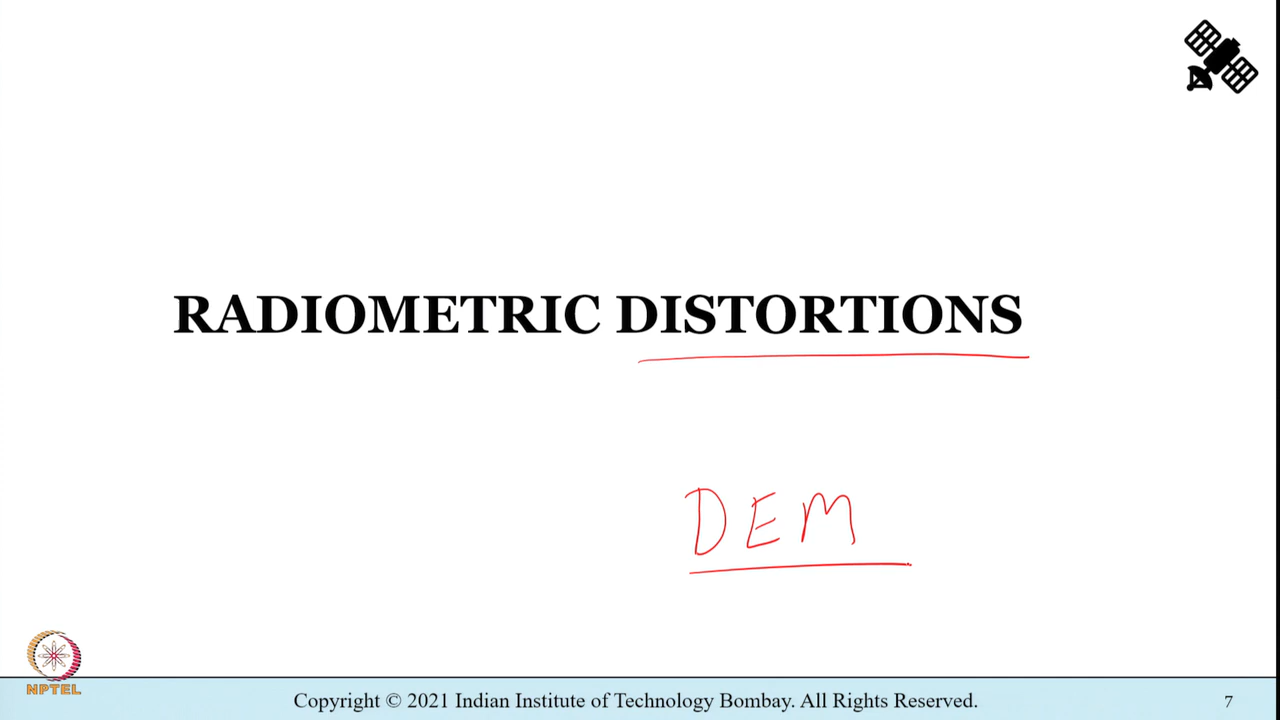 RADIOMETRIC DISTORTIONS
DEM
NPTEL
Copyright © 2021 Indian Institute of Technology Bombay. All Rights Reserved.
7